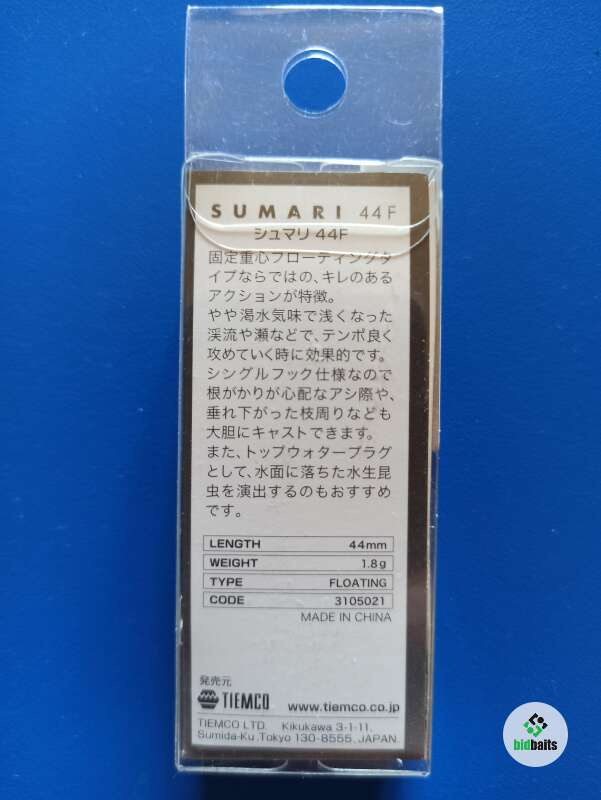 SUMARI 44F
シュマリ 44F
固定重心フローティングタ
イプならではの、キレのある
アクションが特徴。
やや渇水気味で浅くなった
渓流や瀬などで、テンポ良く
攻めていく時に効果的です。
シングルフック仕様なので
根がかりが心配なアシ際や、
垂れ下がった枝周りなども
大胆にキャストできます。
また、トップウォタープラグ
として、水面に落ちた水生昆
虫を演出するのもおすすめ
です。
LENGTH 44mm
WEIGHT 1.8g
TYPE FLOATING
CODE 3105021
MADE IN CHINA
発売元
TIEMCO www.tiemco.co.jp
TIEMCO LTD. Kikukawa 3-1-11,
Sumida-Ku,Tokyo 130-8555, JAPAN.
bidbaits